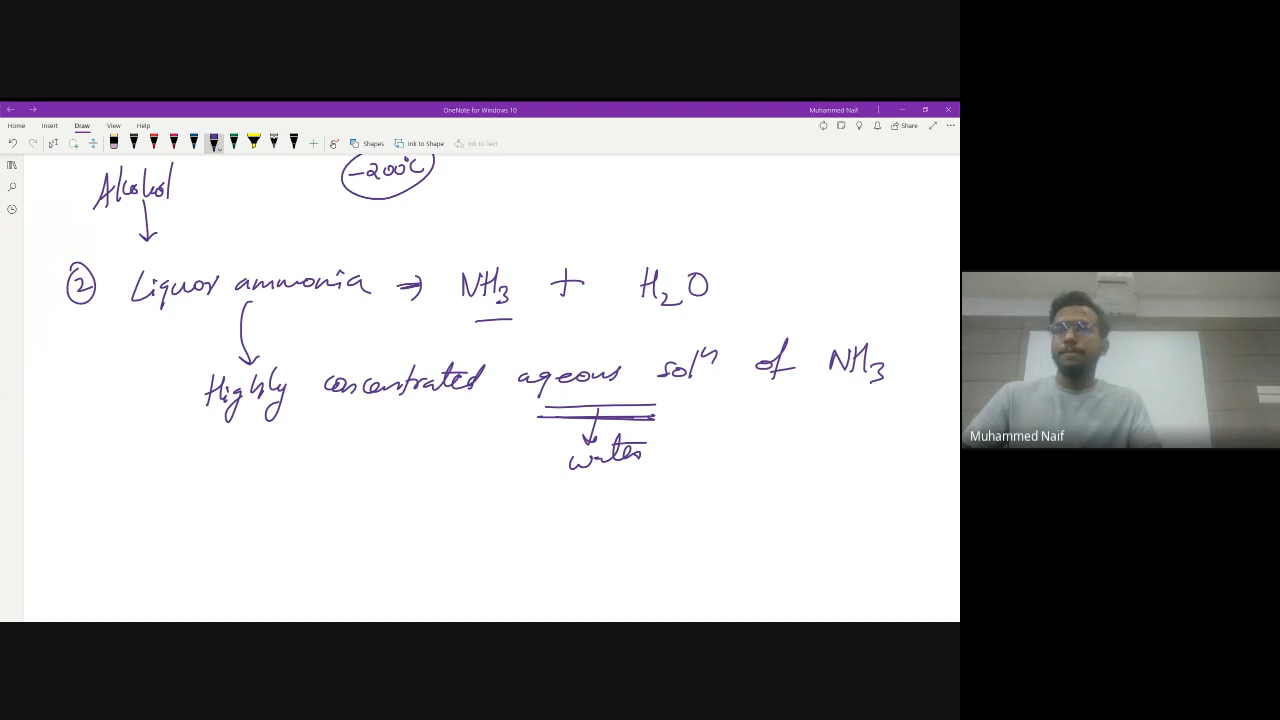 OneNote for Windows 10
Muhammed Naif
Home Insert Draw View Help
Share
Shapes Ink to Shape Ink to Text
-200°C
Alcohol
② Liquor ammonia → NH3 + H2O
Highly concentrated aqeous solⁿ of NH3
water
Muhammed Naif